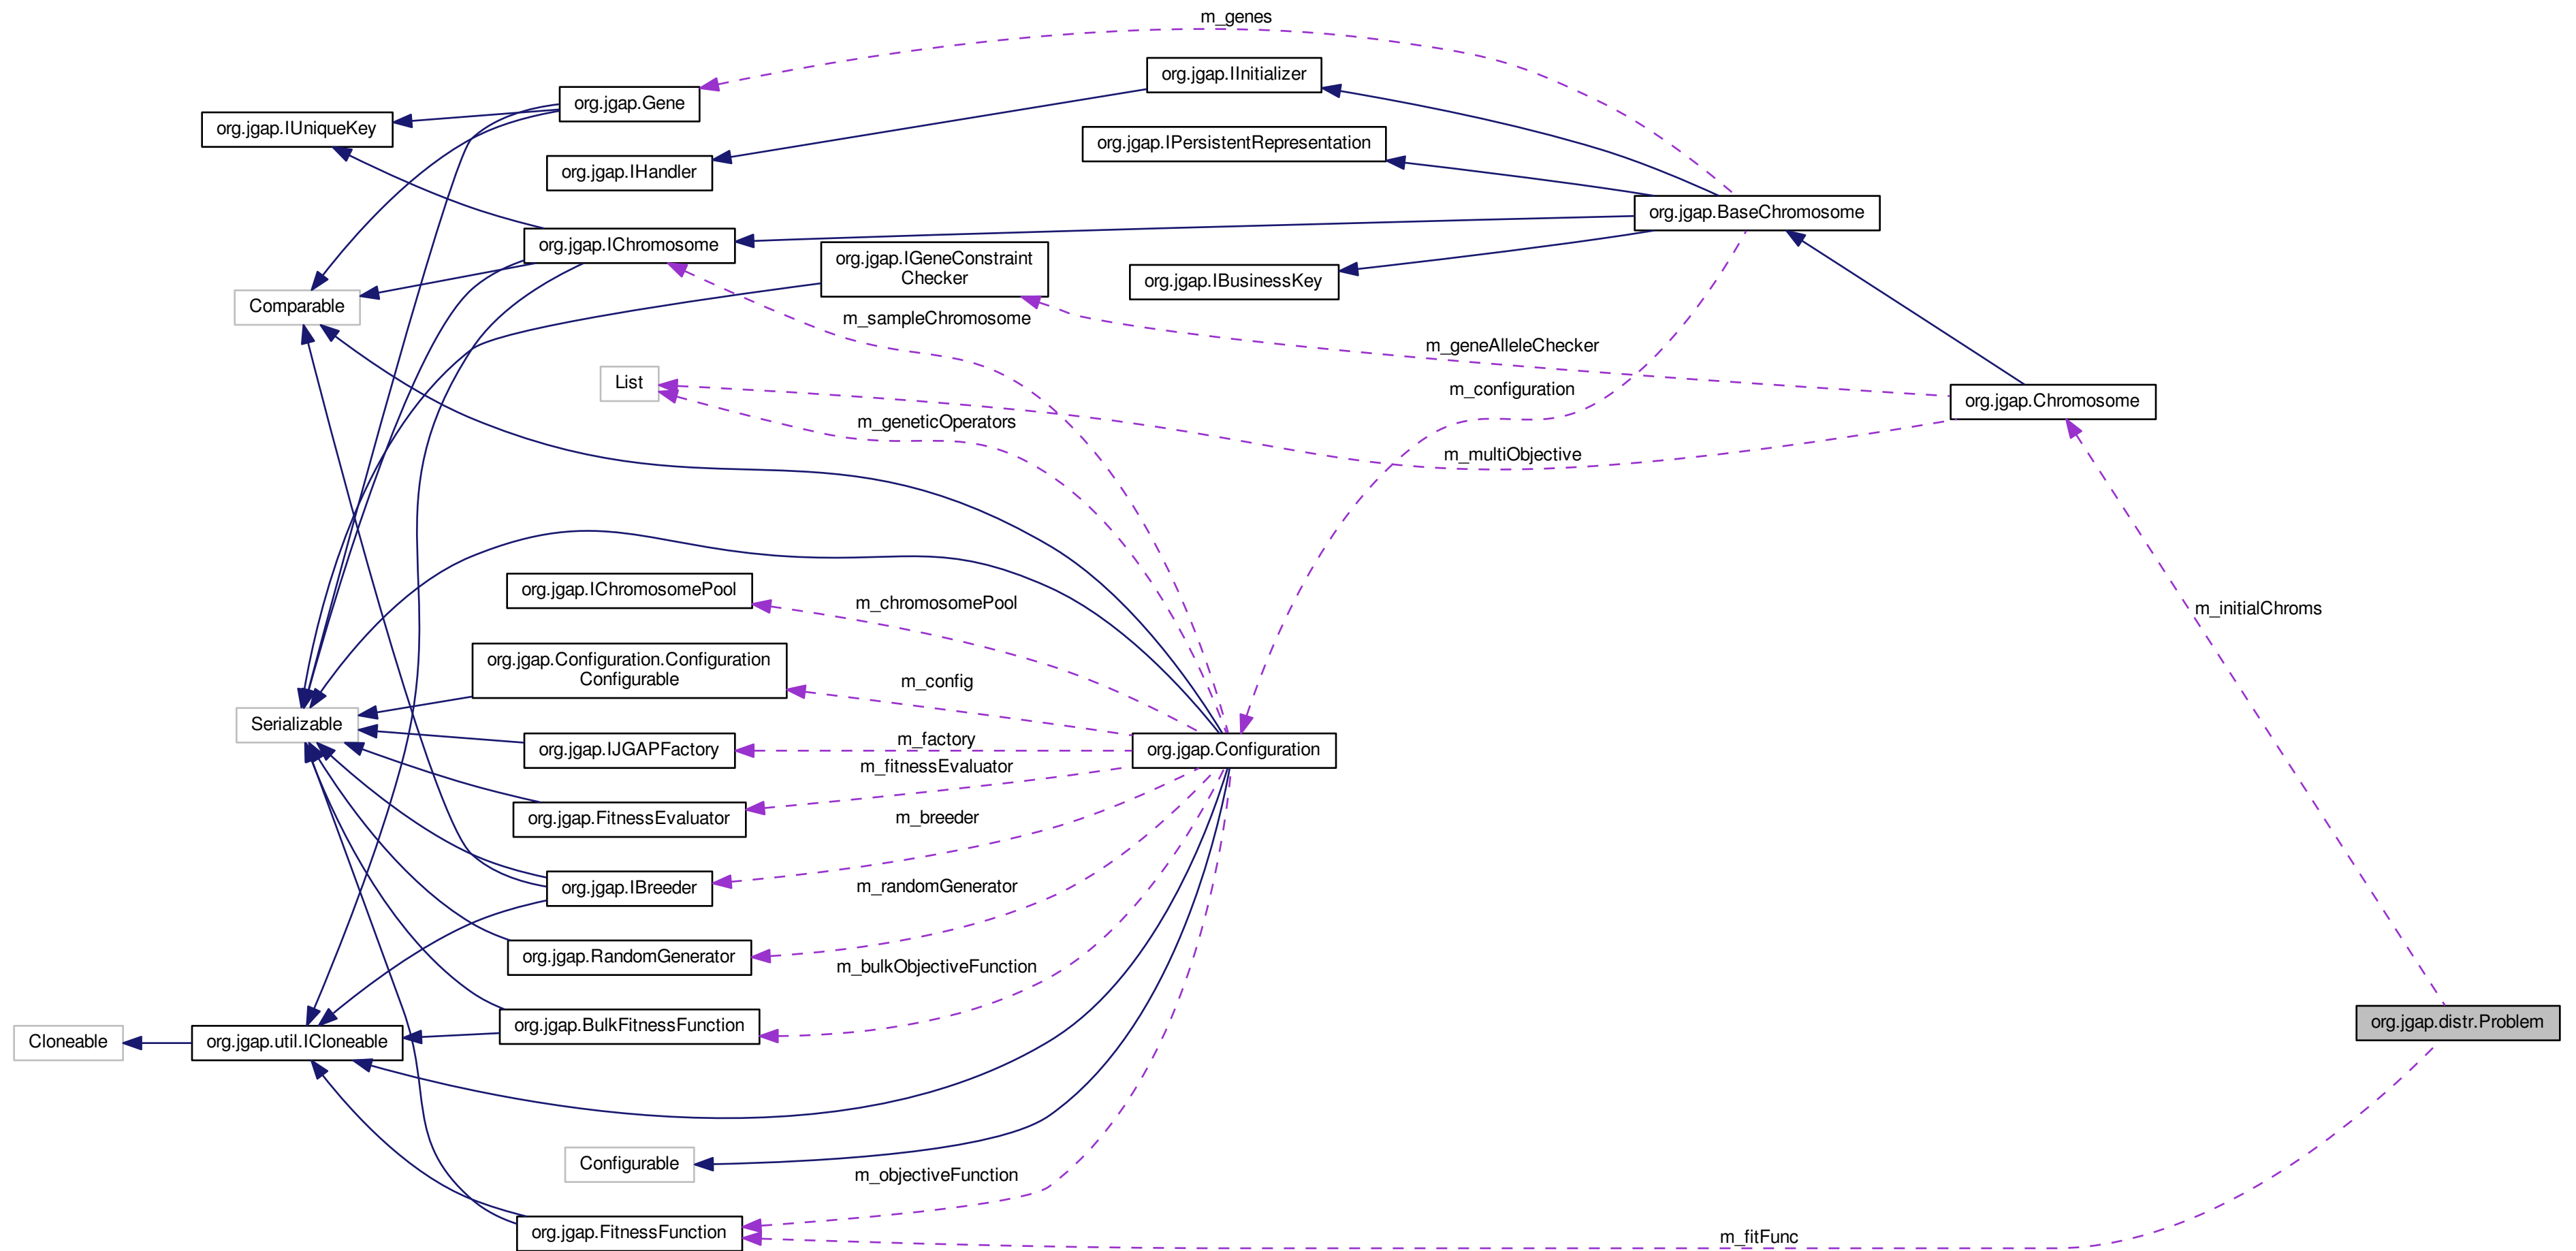 m_genes
org.jgap.IInitializer
org.jgap.Gene
org.jgap.IUniqueKey
org.jgap.IPersistentRepresentation
org.jgap.IHandler
org.jgap.BaseChromosome
org.jgap.IChromosome
org.jgap.IGeneConstraint
Checker
org.jgap.IBusinessKey
Comparable
m_sampleChromosome
m_geneAlleleChecker
List
m_configuration
org.jgap.Chromosome
m_geneticOperators
m_multiObjective
org.jgap.IChromosomePool
m_chromosomePool
m_initialChroms
org.jgap.Configuration.Configuration
Configurable
m_config
Serializable
org.jgap.IJGAPFactory
m_factory
org.jgap.Configuration
m_fitnessEvaluator
org.jgap.FitnessEvaluator
m_breeder
org.jgap.IBreeder
m_randomGenerator
org.jgap.RandomGenerator
m_bulkObjectiveFunction
org.jgap.BulkFitnessFunction
org.jgap.distr.Problem
Cloneable
org.jgap.util.ICloneable
Configurable
m_objectiveFunction
org.jgap.FitnessFunction
m_fitFunc